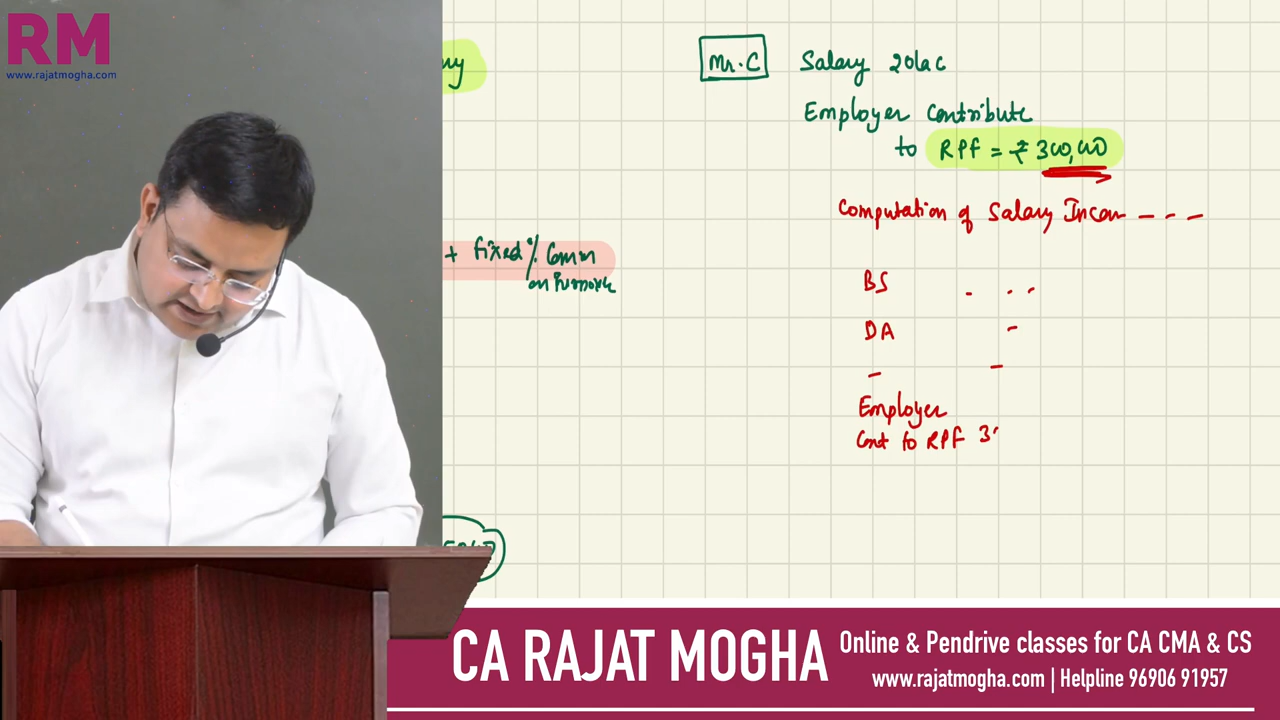 RM
www.rajatmogha.com
Mr. C Salary 20lac
Employer Contribute
to RPF = ₹ 300,000
Computation of Salary Incom - - -
+ fixed % Comm
on
BS
DA
Employer
Cont to RPF 3
CA RAJAT MOGHA
Online & Pendrive classes for CA CMA & CS
www.rajatmogha.com | Helpline 96906 91957